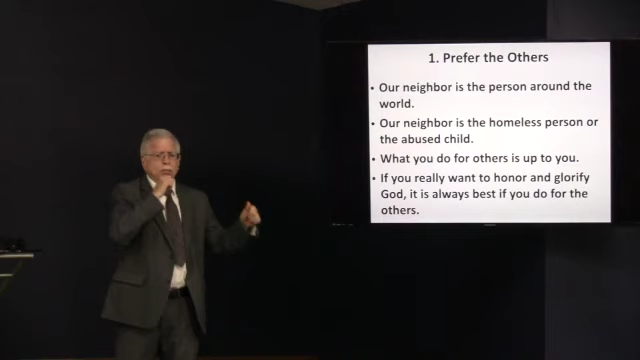 1. Prefer the Others
• Our neighbor is the person around the
world.
• Our neighbor is the homeless person or
the abused child.
• What you do for others is up to you.
• If you really want to honor and glorify
God, it is always best if you do for the
others.